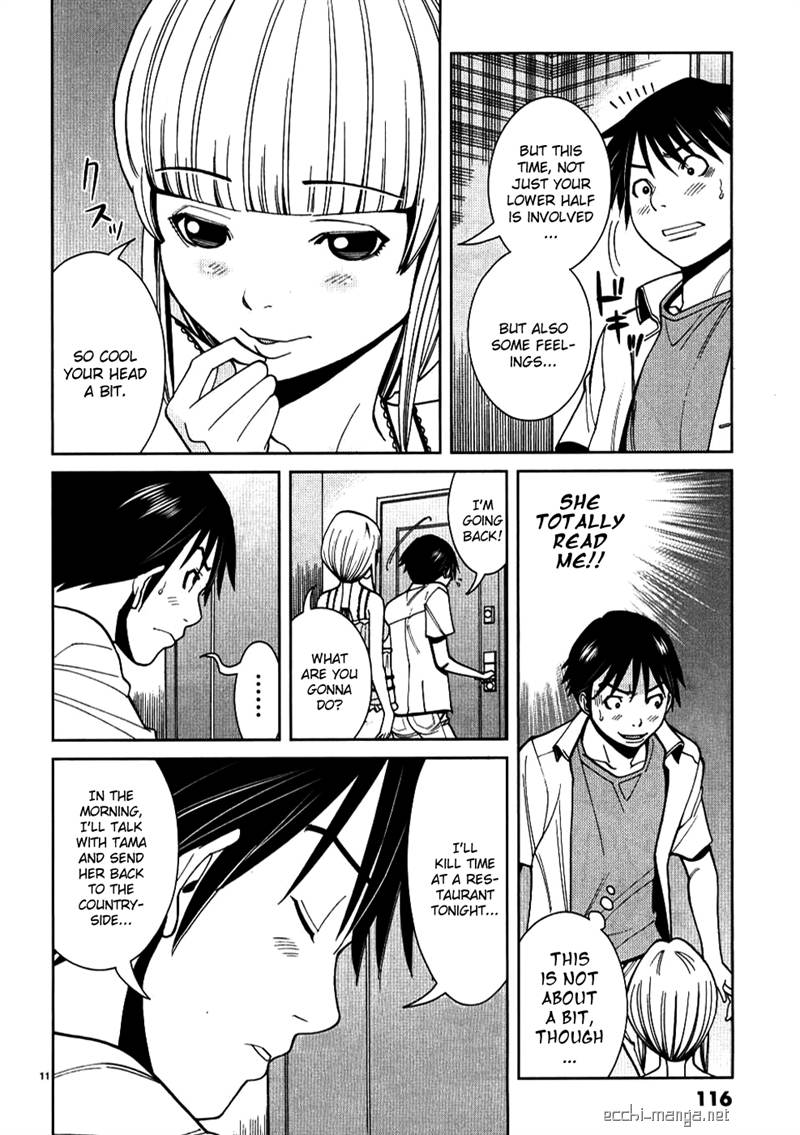 BUT THIS
TIME, NOT
JUST YOUR
LOWER HALF
IS INVOLVED
...
BUT ALSO
SOME FEEL-
INGS...
ドキッ
クスッ
SO COOL
YOUR HEAD
A BIT.
SHE
TOTALLY
READ
ME!!
THIS
IS NOT
ABOUT
A BIT,
THOUGH
...
I'M
GOING
BACK!
WHAT
ARE YOU
GONNA
DO?
......
I'LL
KILL TIME
AT A RES-
TAURANT
TONIGHT...
IN THE
MORNING,
I'LL TALK
WITH TAMA
AND SEND
HER BACK
TO THE
COUNTRY-
SIDE...
11
116
ecchi-manga.net